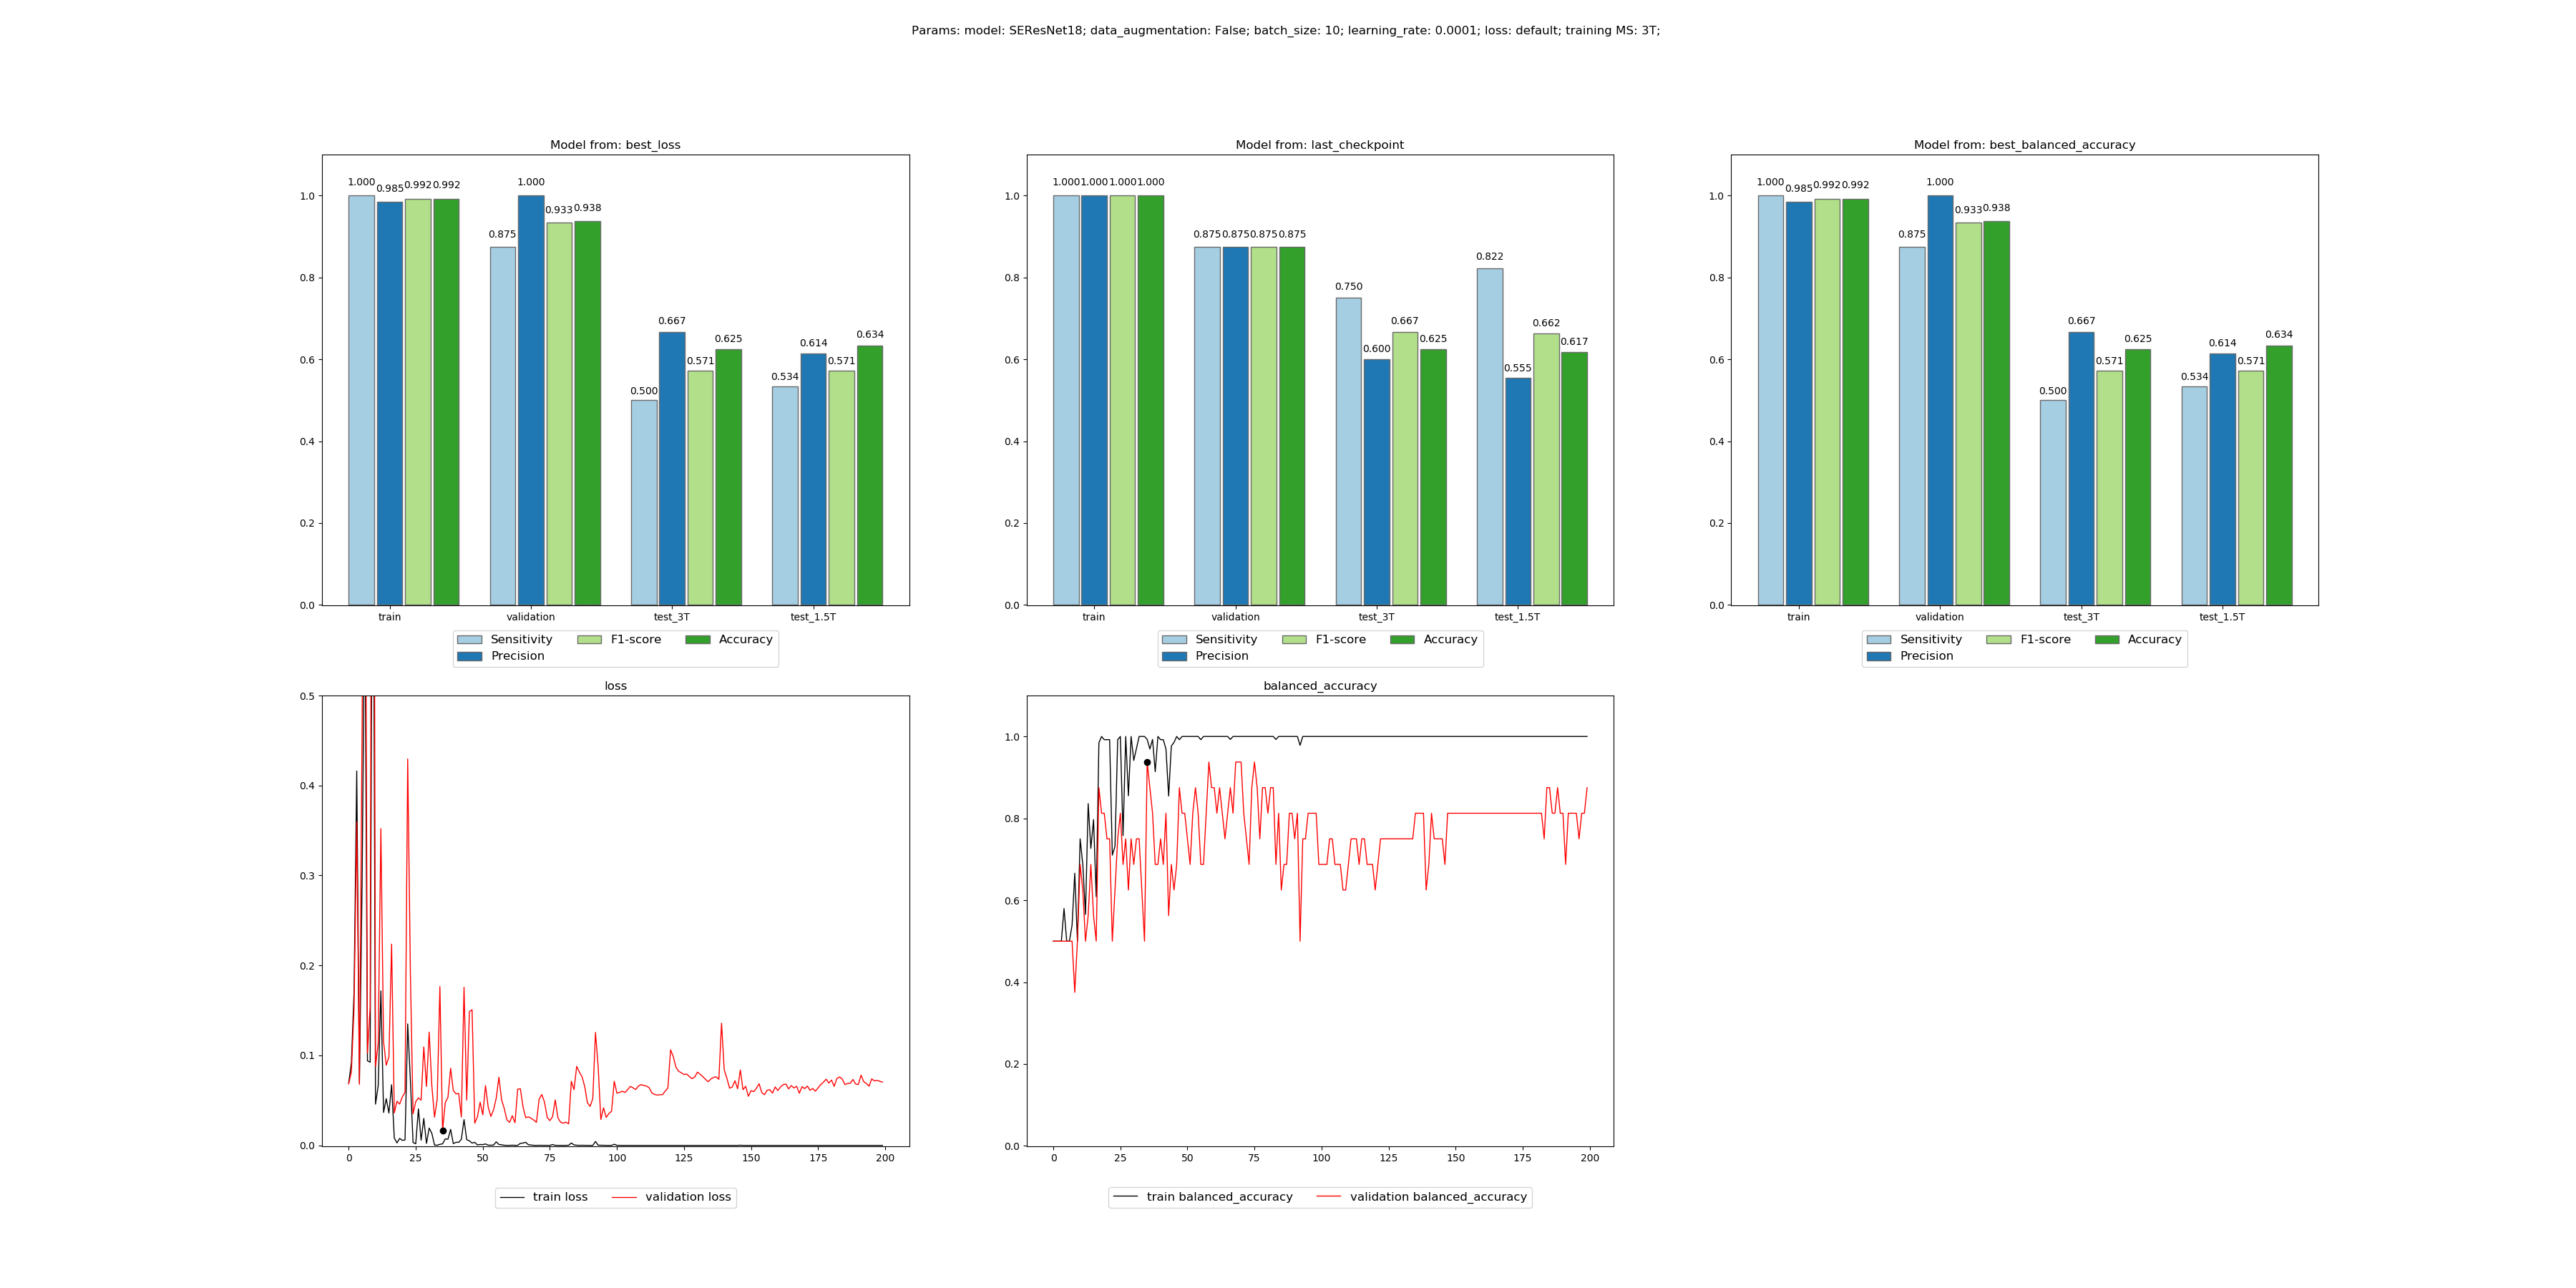 Params: model: SEResNet18; data_augmentation: False; batch_size: 10; learning_rate: 0.0001; loss: default; training MS: 3T;
Model from: best_loss
1.000 0.985 0.992 0.992 0.875 1.000 0.933 0.938 0.500 0.667 0.571 0.625 0.534 0.614 0.571 0.634
1.0
0.8
0.6
0.4
0.2
0.0
train validation test_3T test_1.5T
Sensitivity F1-score Accuracy
Precision
Model from: last_checkpoint
1.000 1.000 1.000 1.000 0.875 0.875 0.875 0.875 0.750 0.600 0.667 0.625 0.822 0.555 0.662 0.617
1.0
0.8
0.6
0.4
0.2
0.0
train validation test_3T test_1.5T
Sensitivity F1-score Accuracy
Precision
Model from: best_balanced_accuracy
1.000 0.985 0.992 0.992 0.875 1.000 0.933 0.938 0.500 0.667 0.571 0.625 0.534 0.614 0.571 0.634
1.0
0.8
0.6
0.4
0.2
0.0
train validation test_3T test_1.5T
Sensitivity F1-score Accuracy
Precision
loss
0.5
0.4
0.3
0.2
0.1
0.0
0 25 50 75 100 125 150 175 200
train loss validation loss
balanced_accuracy
1.0
0.8
0.6
0.4
0.2
0.0
0 25 50 75 100 125 150 175 200
train balanced_accuracy validation balanced_accuracy